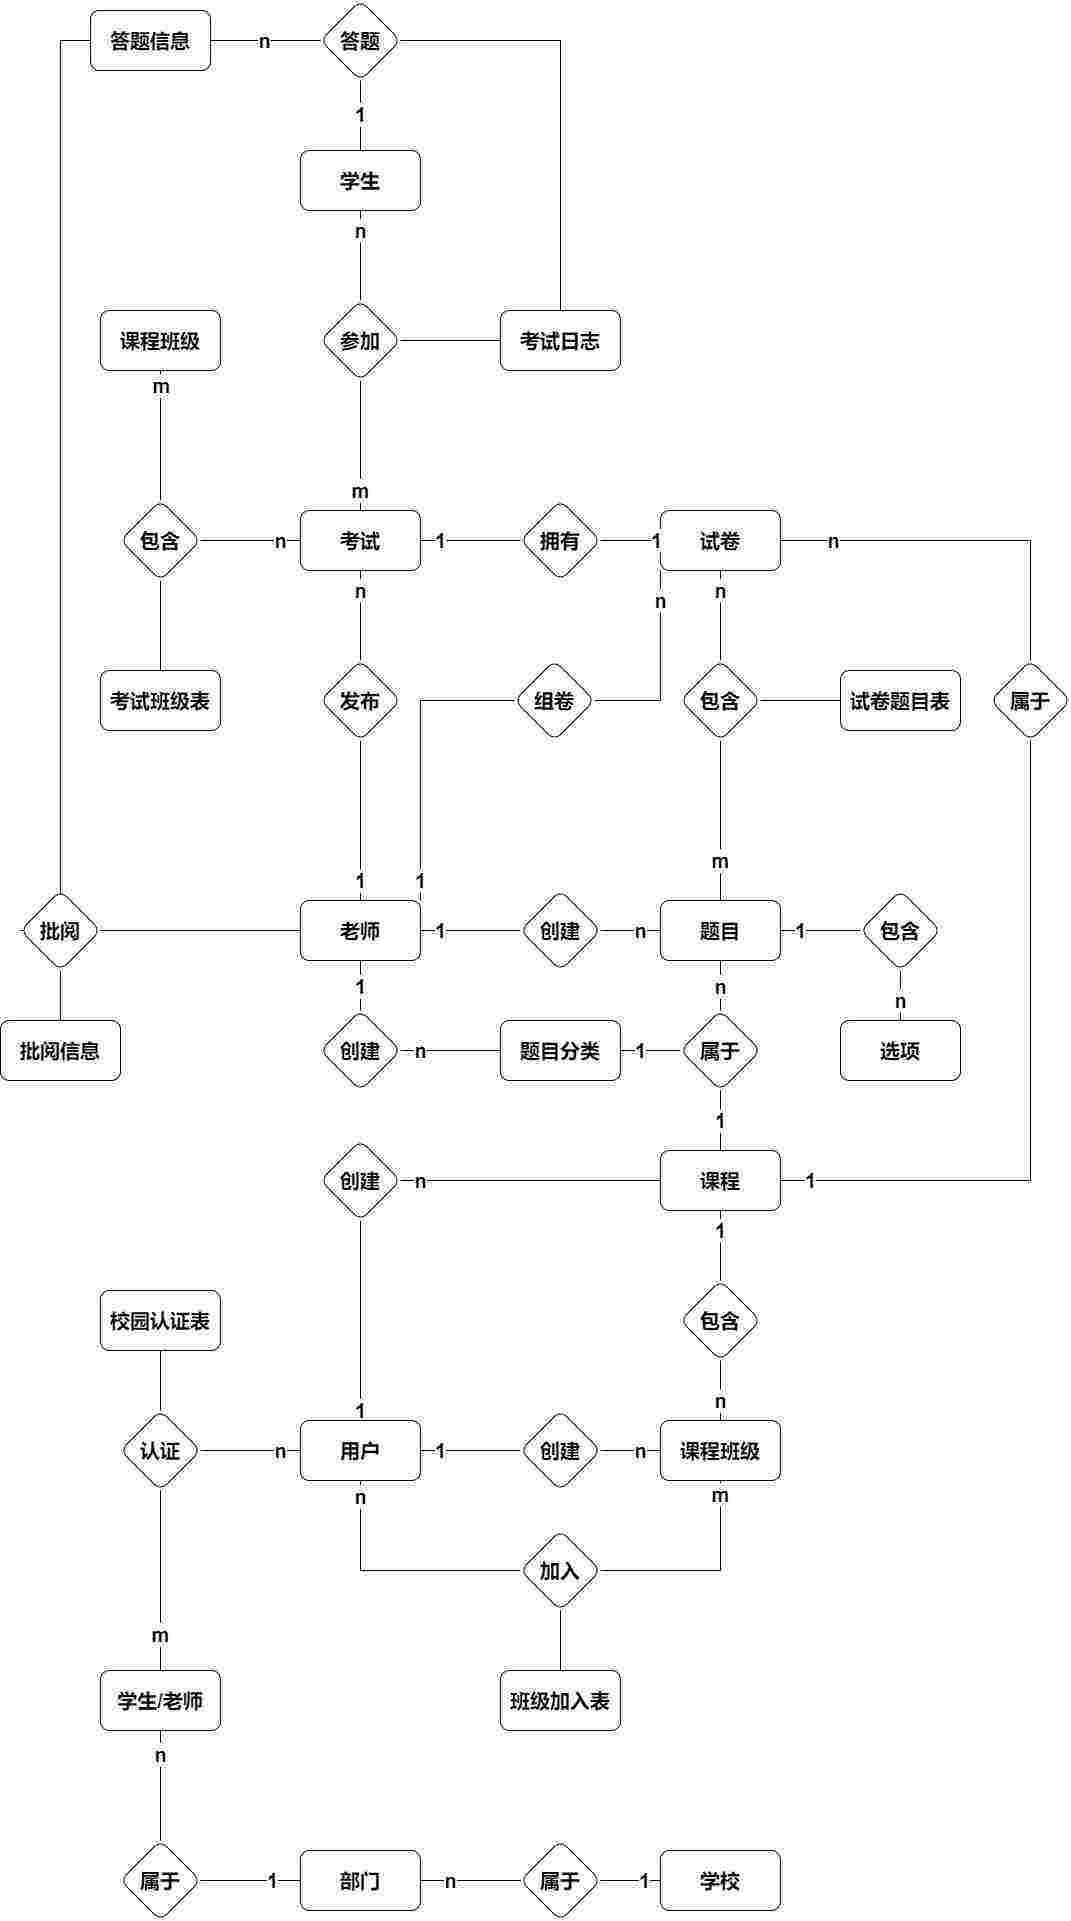 答题信息
n
答题
1
学生
n
课程班级
参加
考试日志
m
m
包含
n
考试
1
拥有
1
试卷
n
n
n
n
考试班级表
发布
组卷
包含
试卷题目表
属于
m
1
1
批阅
老师
1
创建
n
题目
1
包含
1
n
n
批阅信息
创建
n
题目分类
1
属于
选项
1
创建
n
课程
1
1
校园认证表
包含
1
n
认证
n
用户
1
创建
n
课程班级
n
m
加入
m
学生/老师
班级加入表
n
属于
1
部门
n
属于
1
学校